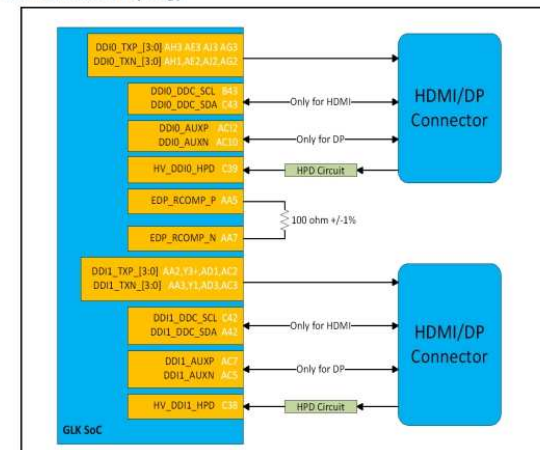 DDI0_TXP_[3:0] AH3 AE3 AJ3 AG3
DDI0_TXN_[3:0] AH1,AE2,AJ2,AG2
DDI0_DDC_SCL B43
DDI0_DDC_SDA C43
Only for HDMI
DDI0_AUXP AC12
DDI0_AUXN AC10
Only for DP
HV_DDI0_HPD C39
HPD Circuit
HDMI/DP
Connector
EDP_RCOMP_P AA5
100 ohm +/-1%
EDP_RCOMP_N AA7
DDI1_TXP_[3:0] AA2,Y3+,AD1,AC2
DDI1_TXN_[3:0] AA3,Y1,AD3,AC3
DDI1_DDC_SCL C42
DDI1_DDC_SDA A42
Only for HDMI
DDI1_AUXP AC7
DDI1_AUXN AC5
Only for DP
HV_DDI1_HPD C38
HPD Circuit
HDMI/DP
Connector
GLK SoC